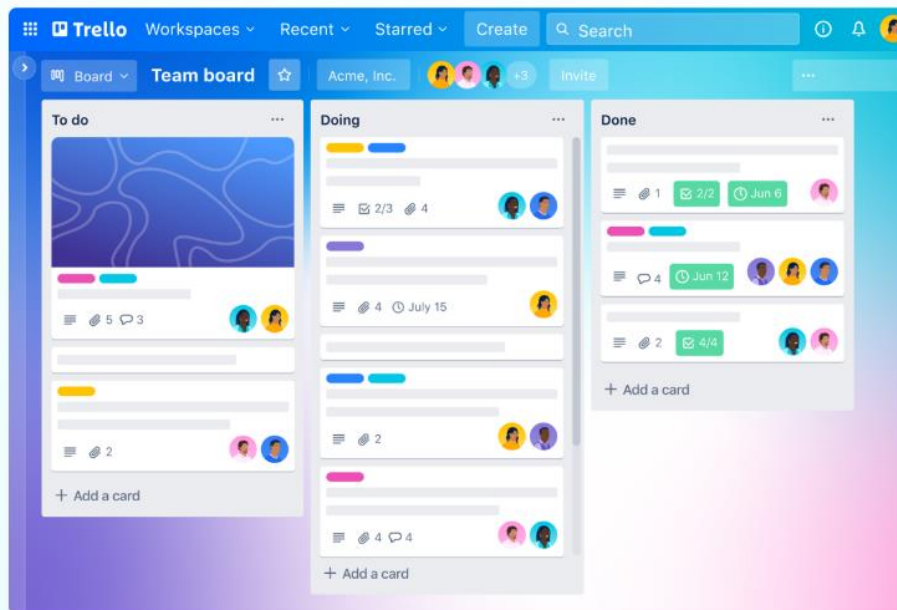 Trello Workspaces Recent Starred Create Search
Board Team board Acme, Inc. +3 Invite
To do
5 3
2
+ Add a card
Doing
2/3 4
4 July 15
2
4 4
+ Add a card
Done
1 2/2 Jun 6
4 Jun 12
2 4/4
+ Add a card